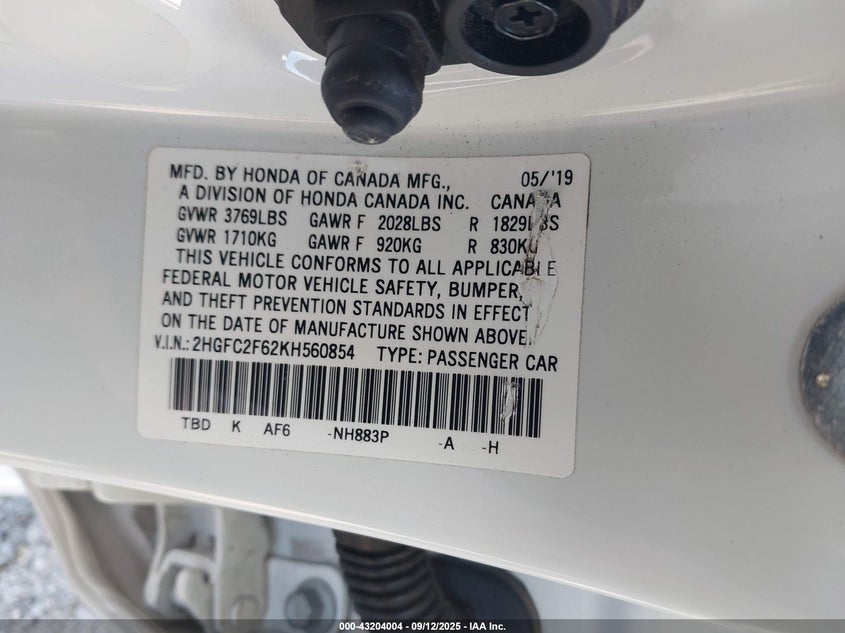 MFD. BY HONDA OF CANADA MFG., 05/'19
A DIVISION OF HONDA CANADA INC. CANADA
GVWR 3769LBS GAWR F 2028LBS R 1829LBS
GVWR 1710KG GAWR F 920KG R 830KG
THIS VEHICLE CONFORMS TO ALL APPLICABLE
FEDERAL MOTOR VEHICLE SAFETY, BUMPER,
AND THEFT PREVENTION STANDARDS IN EFFECT
ON THE DATE OF MANUFACTURE SHOWN ABOVE.
V.I.N.: 2HGFC2F62KH560854 TYPE: PASSENGER CAR
TBD K AF6 -NH883P -A -H
000-43204004 - 09/12/2025 - IAA Inc.